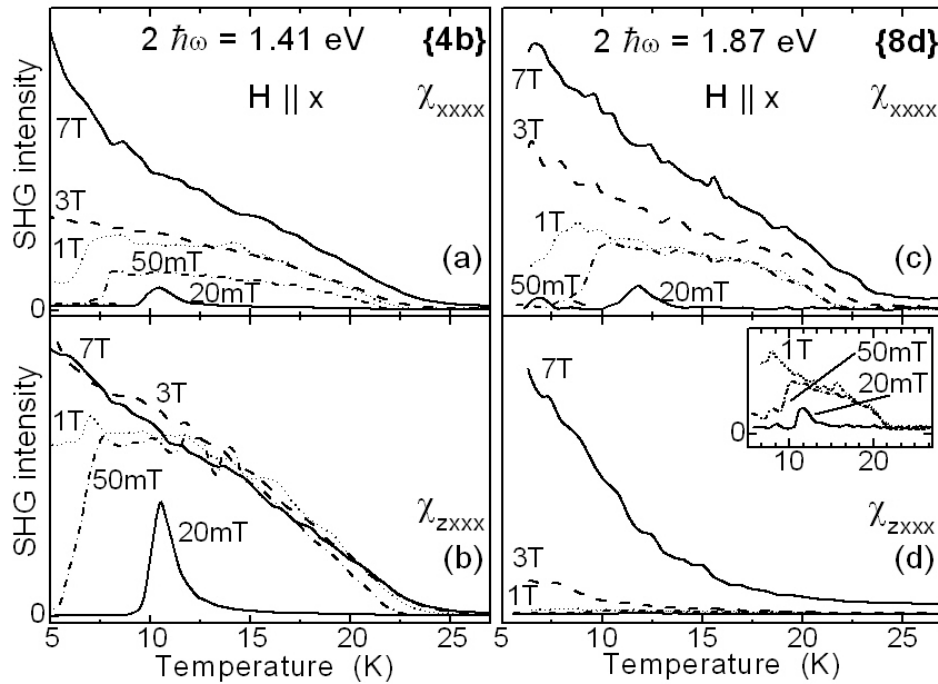 2 ħω = 1.41 eV {4b}
H || x χxxxx
7T
3T
1T
50mT
20mT
(a)
SHG intensity
0
2 ħω = 1.87 eV {8d}
H || x χxxxx
7T
3T
1T
50mT
20mT
(c)
SHG intensity
0
7T
3T
1T
50mT
20mT
χzxxx
(b)
SHG intensity
0
5 10 15 20 25
Temperature (K)
7T
3T
1T
χzxxx
(d)
1T
50mT
20mT
0
10 20
5 10 15 20 25
Temperature (K)